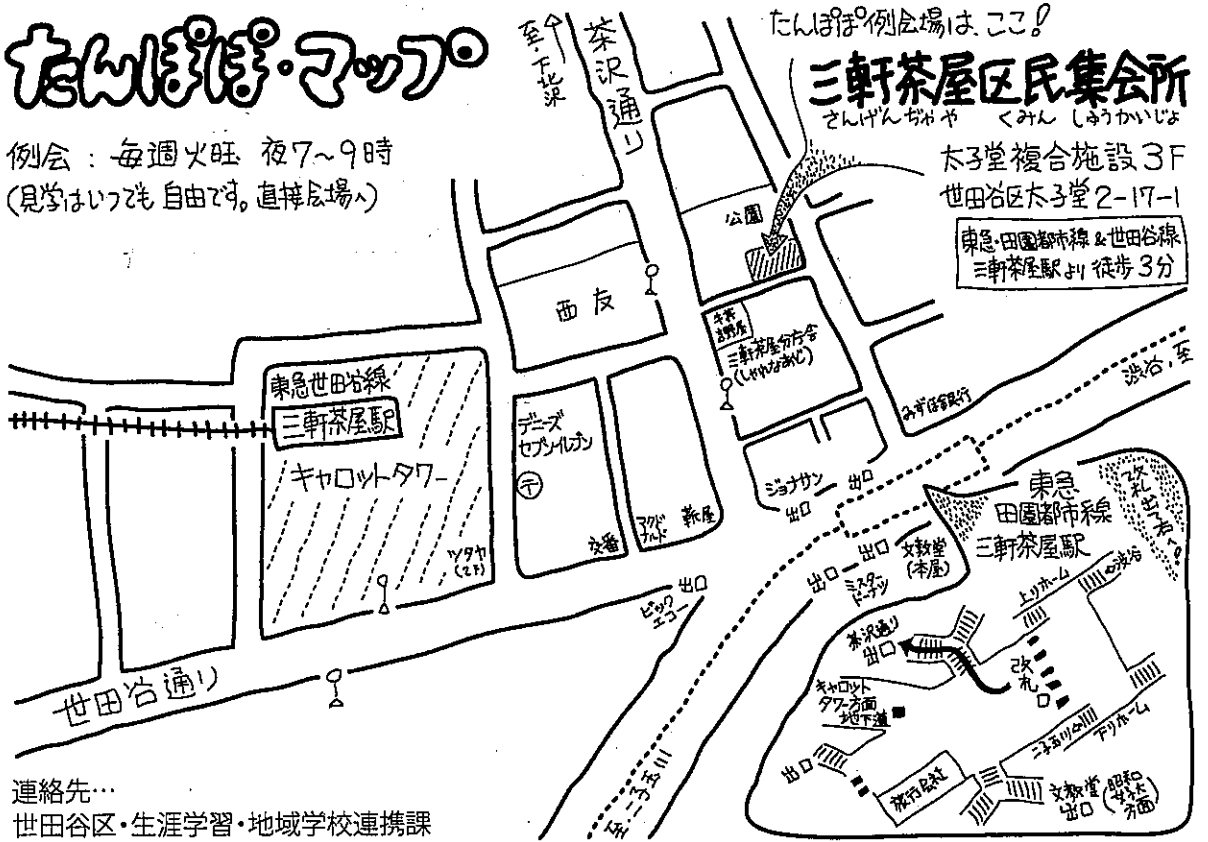 たんぽぽ・マップ
例会：毎週火旺 夜7〜9時
(見学はいつでも自由です。直接会場へ)
至・下北沢
茶沢通り
たんぽぽ例会場は、ここ!
三軒茶屋区民集会所
さんげんぢゃや くみん しゅうかいじょ
太子堂複合施設3F
世田谷区太子堂2-17-1
東急・田園都市線&世田谷線
三軒茶屋駅より徒歩3分
公園
西友
牛丼
吉野屋
三軒茶屋分庁舎
(しゃれなあど)
みずほ銀行
渋谷、至
東急世田谷線
三軒茶屋駅
キャロットタワー
ツタヤ
(2F)
デニーズ
セブンイレブン
〒
交番
マクド
ナルド
靴屋
ジョナサン
出口
出口
出口
出口
文教堂
(本屋)
ミスター
ドーナツ
出口
ビック
エコー
世田谷通り
至・二子玉川
東急
田園都市線
三軒茶屋駅
改札出て右へ!
上りホーム
渋谷
茶沢通り
出口
改札
口
キャロット
タワー方面
地下道
二子玉川
下りホーム
出口
旅行会社
文教堂
出口
(昭和女子大方面)
連絡先…
世田谷区・生涯学習・地域学校連携課